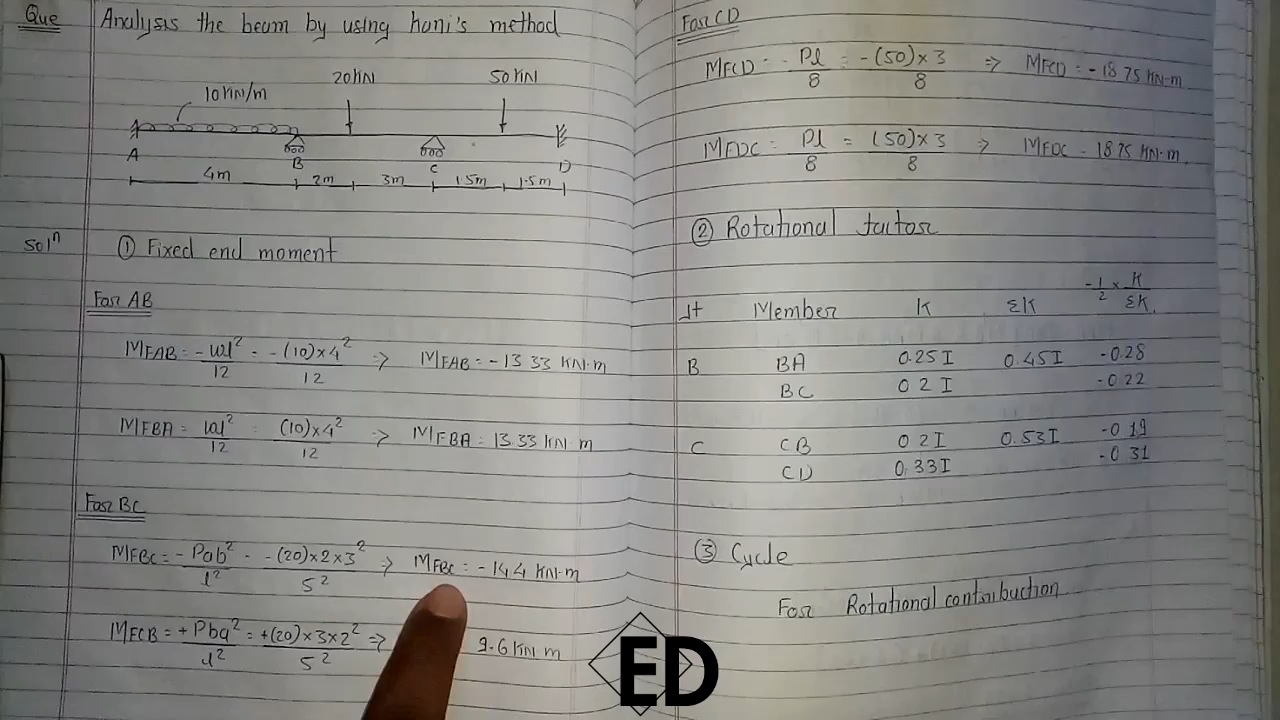 Que Analysis the beam by using kani's method
20 KN 50 KN
10 KN/m
A B C D
4m 2m 3m 1.5m 1.5m
Solⁿ ① Fixed end moment
For AB
MFAB = -wl²/12 = -(10)×4²/12 ⇒ MFAB = -13.33 KN·m
MFBA = wl²/12 = (10)×4²/12 ⇒ MFBA = 13.33 KN·m
For BC
MFBC = -Pab²/l² = -(20)×2×3²/5² ⇒ MFBC = -14.4 KN·m
MFCB = +Pba²/l² = +(20)×3×2²/5² ⇒ 9.6 KN·m
For CD
MFCD = -Pl/8 = -(50)×3/8 ⇒ MFCD = -18.75 KN·m
MFDC = Pl/8 = (50)×3/8 ⇒ MFDC = 18.75 KN·m
② Rotational factor
Jt Member K ΣK -1/2 × K/ΣK
B BA 0.25I 0.45I -0.28
BC 0.2I -0.22
C CB 0.2I 0.53I -0.19
CD 0.33I -0.31
③ Cycle
For Rotational contribuction
ED